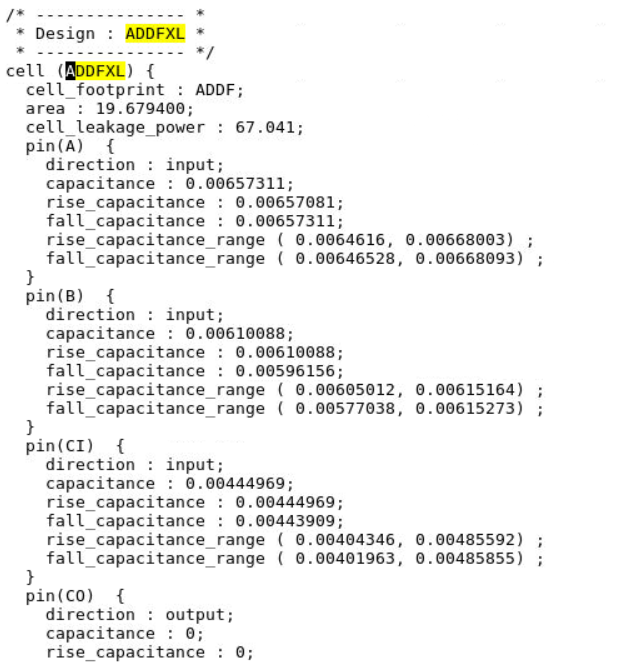 /* --------------- *
 * Design : ADDFXL *
 * --------------- */
cell (ADDFXL) {
  cell_footprint : ADDF;
  area : 19.679400;
  cell_leakage_power : 67.041;
  pin(A)  {
    direction : input;
    capacitance : 0.00657311;
    rise_capacitance : 0.00657081;
    fall_capacitance : 0.00657311;
    rise_capacitance_range ( 0.0064616, 0.00668003) ;
    fall_capacitance_range ( 0.00646528, 0.00668093) ;
  }
  pin(B)  {
    direction : input;
    capacitance : 0.00610088;
    rise_capacitance : 0.00610088;
    fall_capacitance : 0.00596156;
    rise_capacitance_range ( 0.00605012, 0.00615164) ;
    fall_capacitance_range ( 0.00577038, 0.00615273) ;
  }
  pin(CI)  {
    direction : input;
    capacitance : 0.00444969;
    rise_capacitance : 0.00444969;
    fall_capacitance : 0.00443909;
    rise_capacitance_range ( 0.00404346, 0.00485592) ;
    fall_capacitance_range ( 0.00401963, 0.00485855) ;
  }
  pin(CO)  {
    direction : output;
    capacitance : 0;
    rise_capacitance : 0;